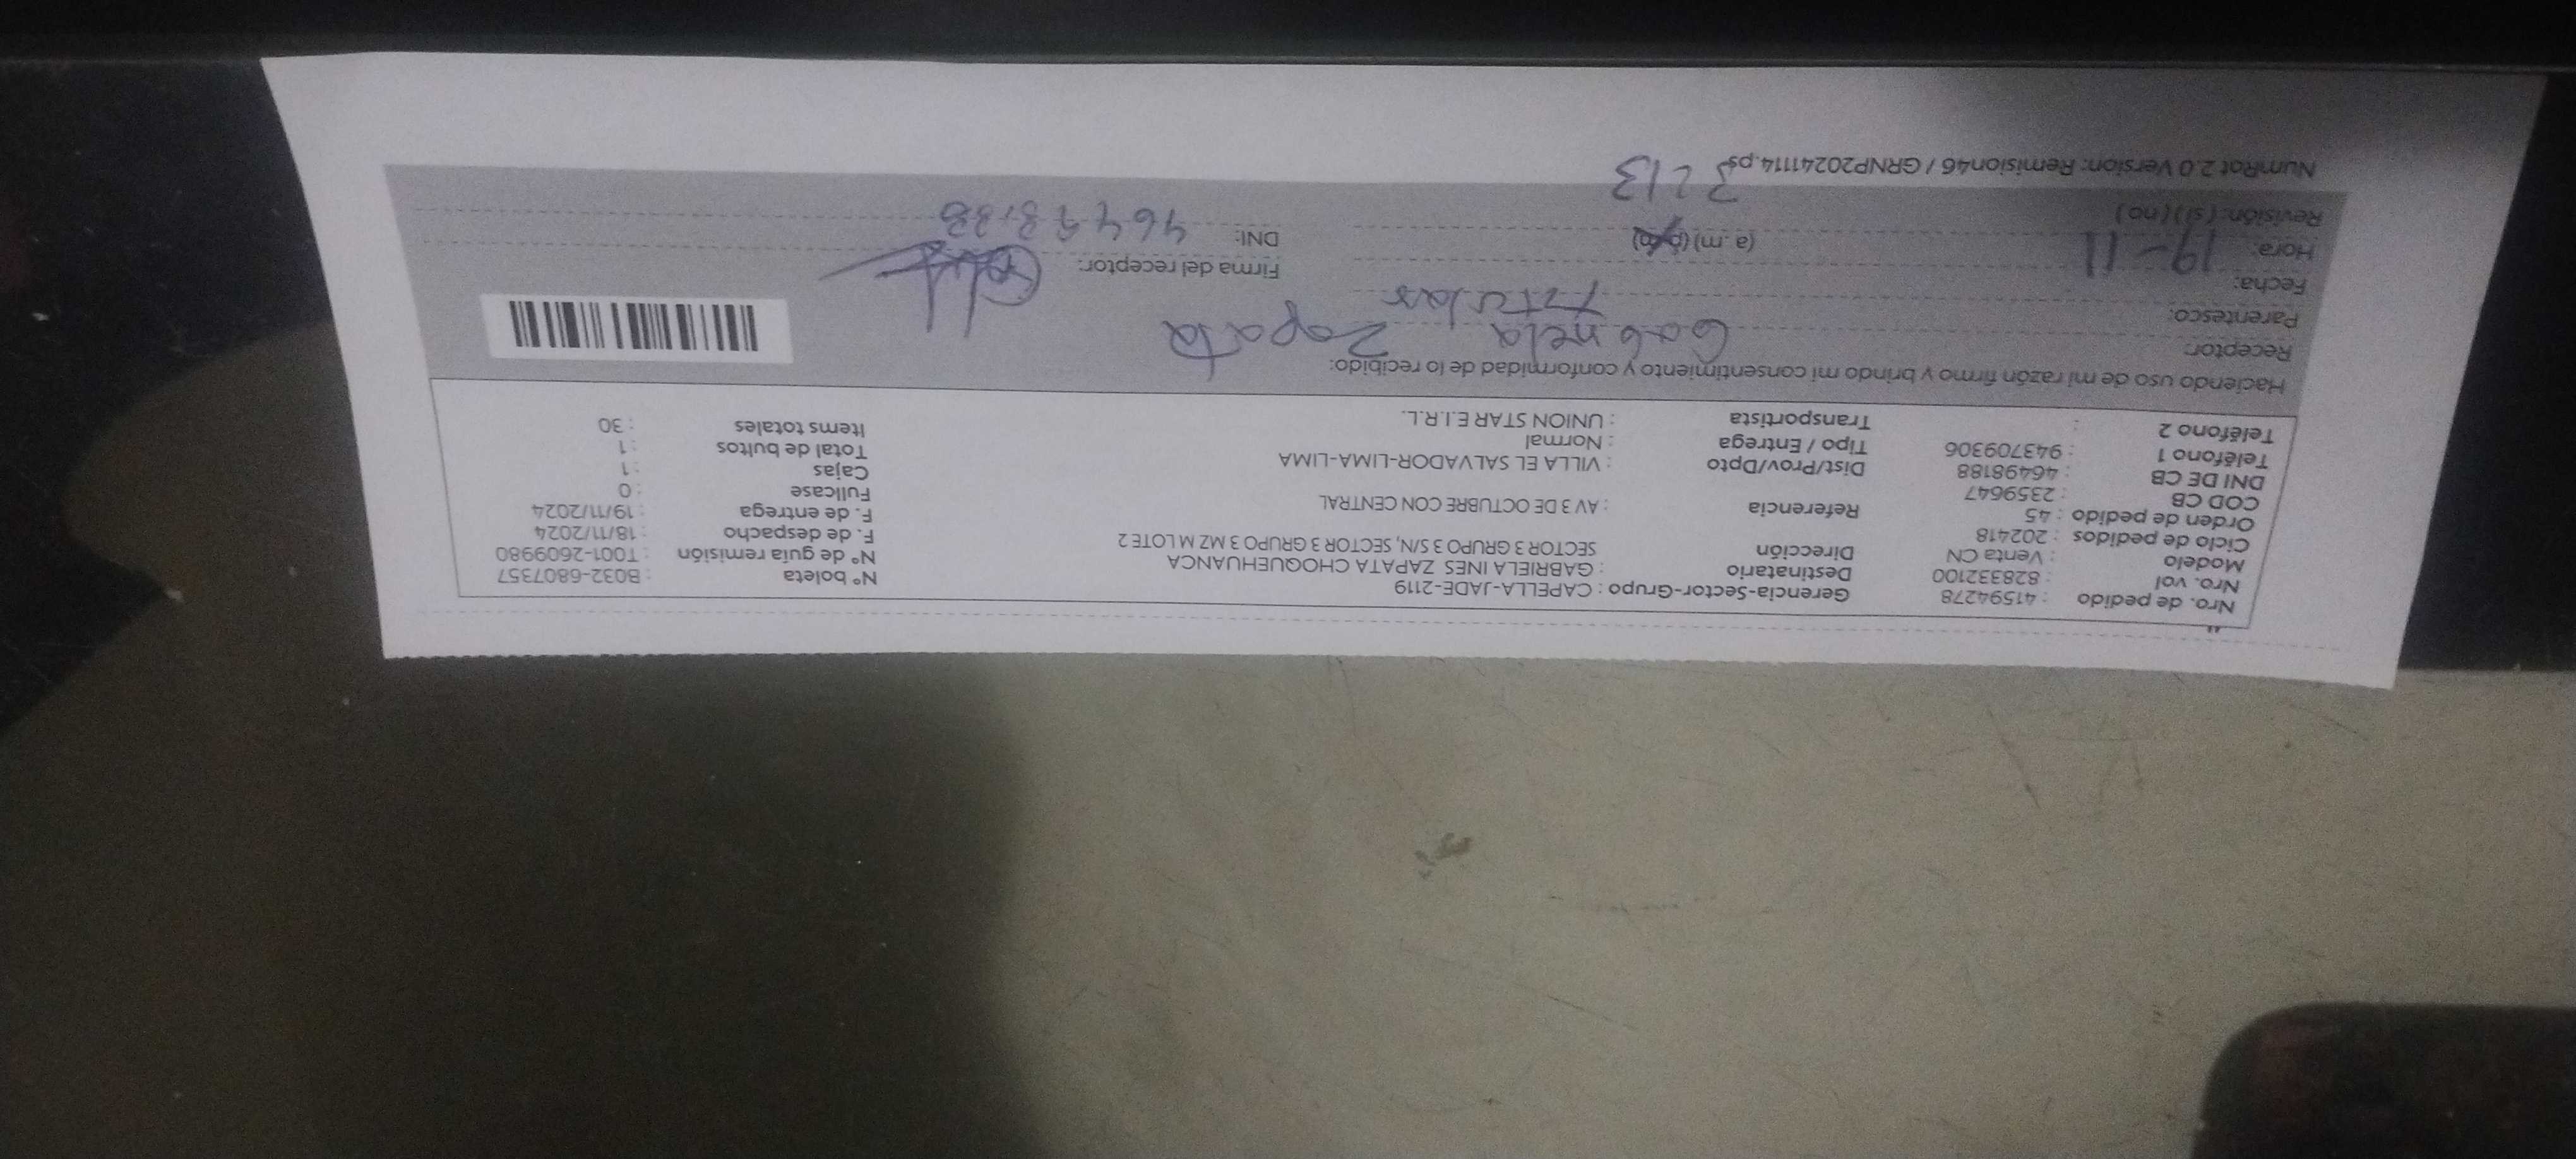 Nro. de pedido : 41594278 Gerencia-Sector-Grupo : CAPELLA-JADE-2119 N° boleta : B032-6807357
Nro. vol : 828332100 Destinatario : GABRIELA INES ZAPATA CHOQUEHUANCA N° de guía remisión : T001-2609980
Modelo : Venta CN Dirección SECTOR 3 GRUPO 3 S/N, SECTOR 3 GRUPO 3 MZ M LOTE 2 F. de despacho : 18/11/2024
Ciclo de pedidos : 202418 Referencia : AV 3 DE OCTUBRE CON CENTRAL F. de entrega : 19/11/2024
Orden de pedido : 45 Dist/Prov/Dpto : VILLA EL SALVADOR-LIMA-LIMA Fullcase : 0
COD CB : 2359647 Tipo / Entrega : Normal Cajas : 1
DNI DE CB : 46498188 Transportista : UNION STAR E.I.R.L. Total de bultos : 1
Teléfono 1 : 943709306 Items totales : 30
Teléfono 2 :
Haciendo uso de mi razón firmo y brindo mi consentimiento y conformidad de lo recibido:
Receptor: Gabriela Zapata
Parentesco: Titular
Fecha: Firma del receptor:
Hora: 19-11 (a. m) (p. m) DNI:
Revisión: ( sí ) ( no ) 3213
NumRot 2.0 Version: Remision46 / GRNP20241114.ps